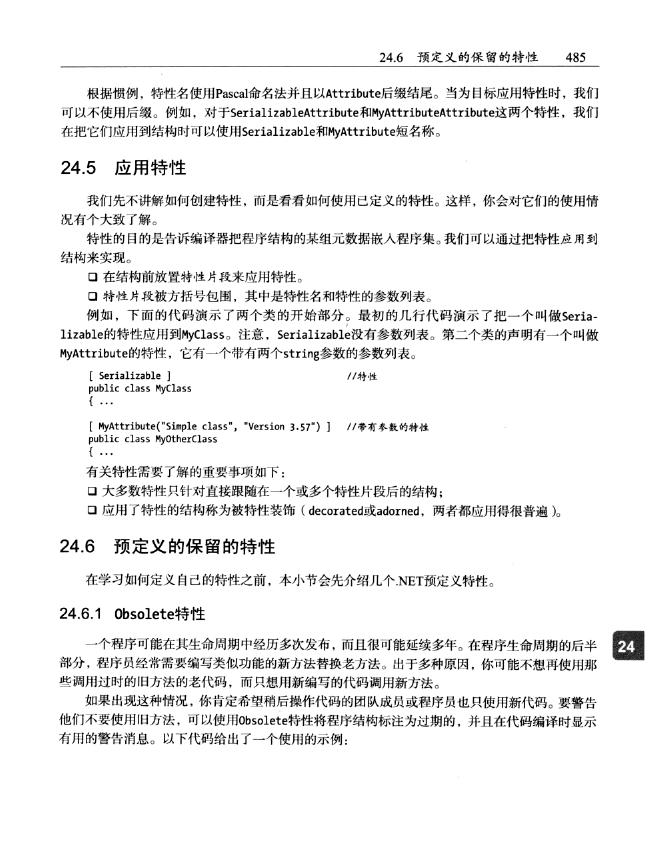 24.6 预定义的保留的特性 485
根据惯例，特性名使用Pascal命名法并且以Attribute后缀结尾。当为目标应用特性时，我们
可以不使用后缀。例如，对于SerializableAttribute和MyAttributeAttribute这两个特性，我们
在把它们应用到结构时可以使用Serializable和MyAttribute短名称。
24.5 应用特性
我们先不讲解如何创建特性，而是看看如何使用已定义的特性。这样，你会对它们的使用情
况有个大致了解。
特性的目的是告诉编译器把程序结构的某组元数据嵌入程序集。我们可以通过把特性应用到
结构来实现。
□ 在结构前放置特性片段来应用特性。
□ 特性片段被方括号包围，其中是特性名和特性的参数列表。
例如，下面的代码演示了两个类的开始部分。最初的几行代码演示了把一个叫做Seria-
lizable的特性应用到MyClass。注意，Serializable没有参数列表。第二个类的声明有一个叫做
MyAttribute的特性，它有一个带有两个string参数的参数列表。
[ Serializable ] //特性
public class MyClass
{ ...
[ MyAttribute("Simple class", "Version 3.57") ] //带有参数的特性
public class MyOtherClass
{ ...
有关特性需要了解的重要事项如下：
□ 大多数特性只针对直接跟随在一个或多个特性片段后的结构；
□ 应用了特性的结构称为被特性装饰（decorated或adorned，两者都应用得很普遍）。
24.6 预定义的保留的特性
在学习如何定义自己的特性之前，本小节会先介绍几个.NET预定义特性。
24.6.1 Obsolete特性
一个程序可能在其生命周期中经历多次发布，而且很可能延续多年。在程序生命周期的后半
部分，程序员经常需要编写类似功能的新方法替换老方法。出于多种原因，你可能不想再使用那
些调用过时的旧方法的老代码，而只想用新编写的代码调用新方法。
如果出现这种情况，你肯定希望稍后操作代码的团队成员或程序员也只使用新代码。要警告
他们不要使用旧方法，可以使用Obsolete特性将程序结构标注为过期的，并且在代码编译时显示
有用的警告消息。以下代码给出了一个使用的示例：
24